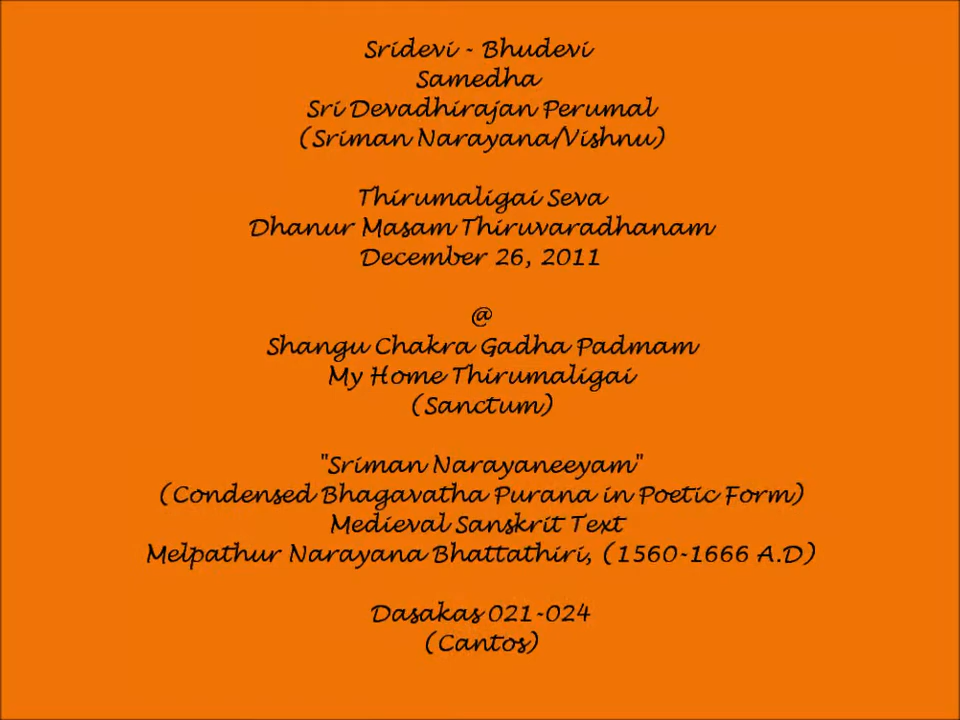 Sridevi - Bhudevi
Samedha
Sri Devadhirajan Perumal
(Sriman Narayana/Vishnu)
Thirumaligai Seva
Dhanur Masam Thiruvaradhanam
December 26, 2011
@
Shangu Chakra Gadha Padmam
My Home Thirumaligai
(Sanctum)
"Sriman Narayaneeyam"
(Condensed Bhagavatha Purana in Poetic Form)
Medieval Sanskrit Text
Melpathur Narayana Bhattathiri, (1560-1666 A.D)
Dasakas 021-024
(Cantos)